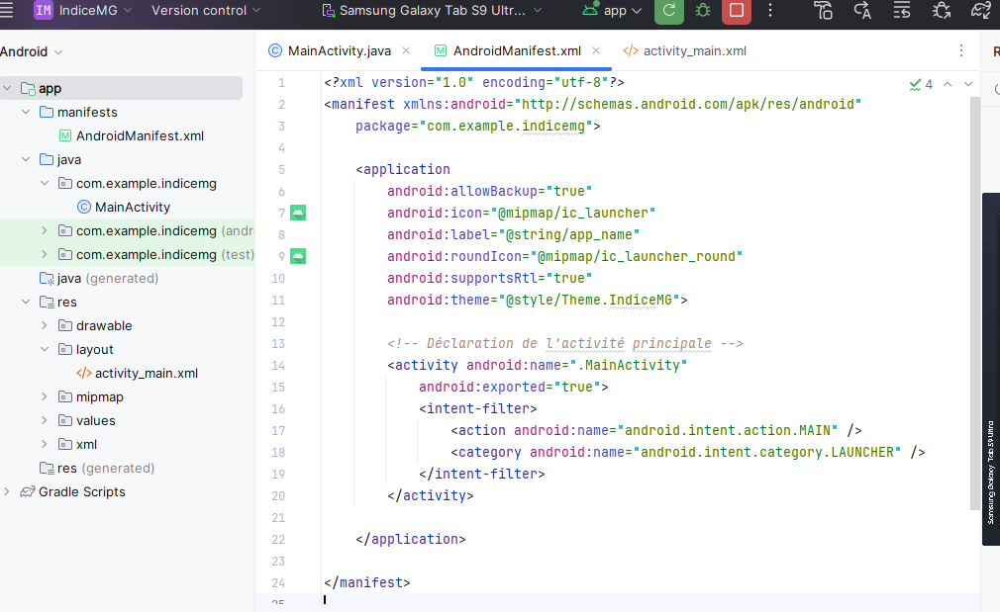 IM IndiceMG Version control Samsung Galaxy Tab S9 Ultr... app
Android
MainActivity.java AndroidManifest.xml activity_main.xml
app
manifests
AndroidManifest.xml
java
com.example.indicemg
MainActivity
com.example.indicemg (andr
com.example.indicemg (test)
java (generated)
res
drawable
layout
activity_main.xml
mipmap
values
xml
res (generated)
Gradle Scripts
4
1 <?xml version="1.0" encoding="utf-8"?>
2 <manifest xmlns:android="http://schemas.android.com/apk/res/android"
3 package="com.example.indicemg">
4
5 <application
6 android:allowBackup="true"
7 android:icon="@mipmap/ic_launcher"
8 android:label="@string/app_name"
9 android:roundIcon="@mipmap/ic_launcher_round"
10 android:supportsRtl="true"
11 android:theme="@style/Theme.IndiceMG">
12
13 <!-- Déclaration de l'activité principale -->
14 <activity android:name=".MainActivity"
15 android:exported="true">
16 <intent-filter>
17 <action android:name="android.intent.action.MAIN" />
18 <category android:name="android.intent.category.LAUNCHER" />
19 </intent-filter>
20 </activity>
21
22 </application>
23
24 </manifest>
25
R
Samsung Galaxy Tab S9 Ultra